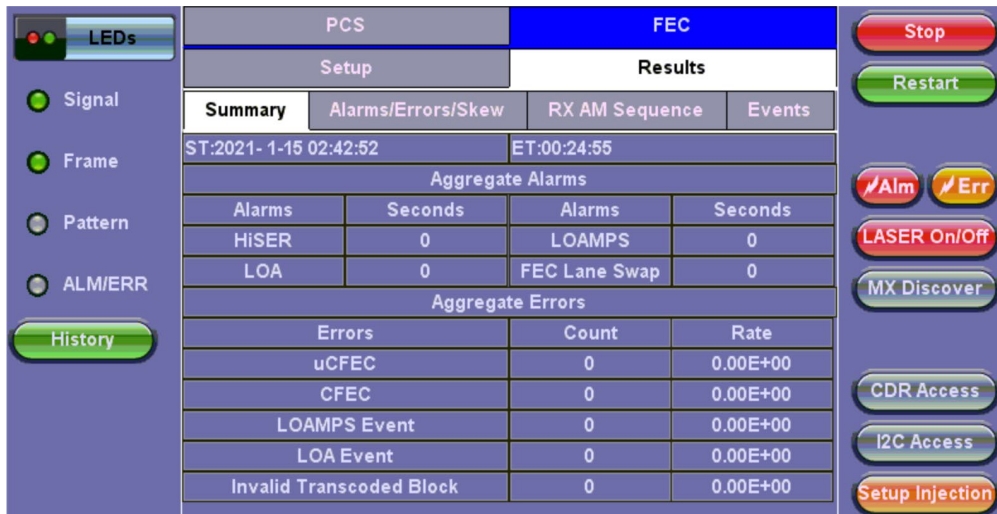 LEDs PCS FEC Stop
Setup Results Restart
Signal Summary Alarms/Errors/Skew RX AM Sequence Events
ST:2021- 1-15 02:42:52 ET:00:24:55
Frame Aggregate Alarms Alm Err
Pattern Alarms Seconds Alarms Seconds
HiSER 0 LOAMPS 0 LASER On/Off
ALM/ERR LOA 0 FEC Lane Swap 0 MX Discover
Aggregate Errors
History Errors Count Rate
uCFEC 0 0.00E+00
CFEC 0 0.00E+00 CDR Access
LOAMPS Event 0 0.00E+00
LOA Event 0 0.00E+00 I2C Access
Invalid Transcoded Block 0 0.00E+00 Setup Injection